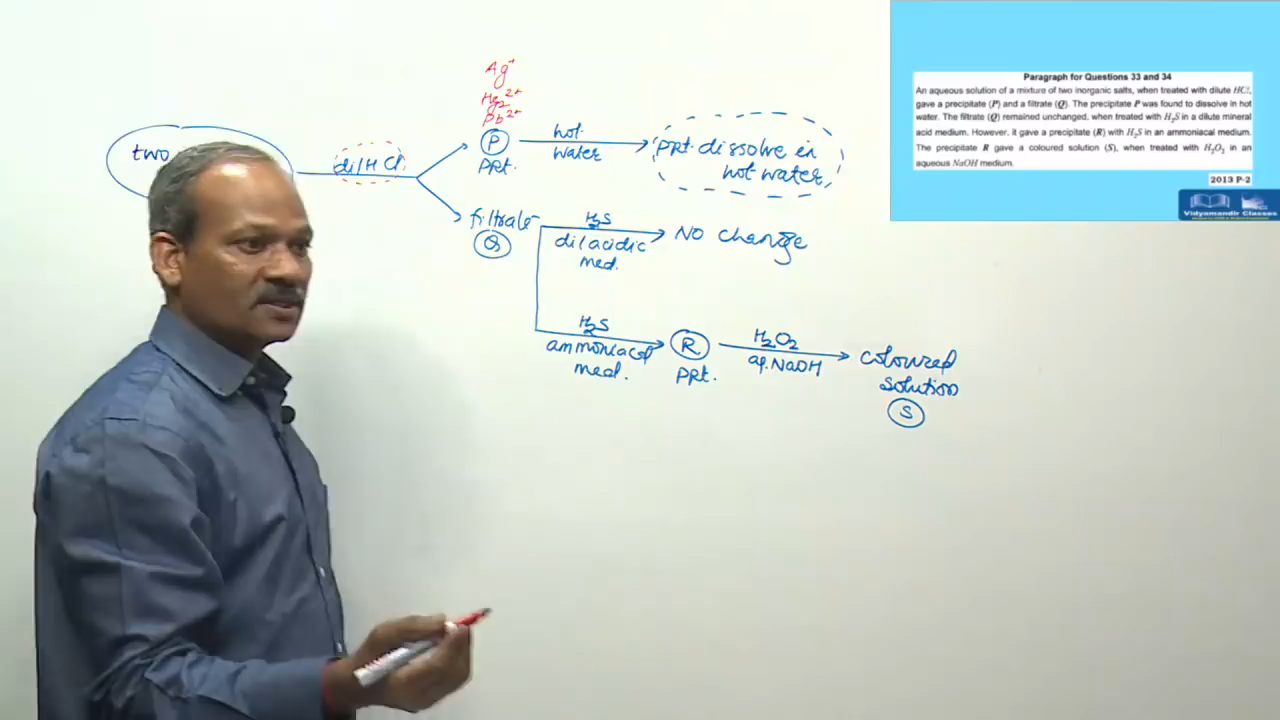 Ag+
Hg2 2+
Pb2+
two
dil HCl
P
PPt.
hot
water
PPt. dissolve in
hot water
filtrate
Q
H2S
dil acidic
med.
NO change
H2S
ammoniacal
med.
R
PPt.
H2O2
aq. NaOH
coloured
solution
S
Paragraph for Questions 33 and 34
An aqueous solution of a mixture of two inorganic salts, when treated with dilute HCl,
gave a precipitate (P) and a filtrate (Q). The precipitate P was found to dissolve in hot
water. The filtrate (Q) remained unchanged, when treated with H2S in a dilute mineral
acid medium. However, it gave a precipitate (R) with H2S in an ammoniacal medium.
The precipitate R gave a coloured solution (S), when treated with H2O2 in an
aqueous NaOH medium.
2013 P-2
Vidyamandir Classes